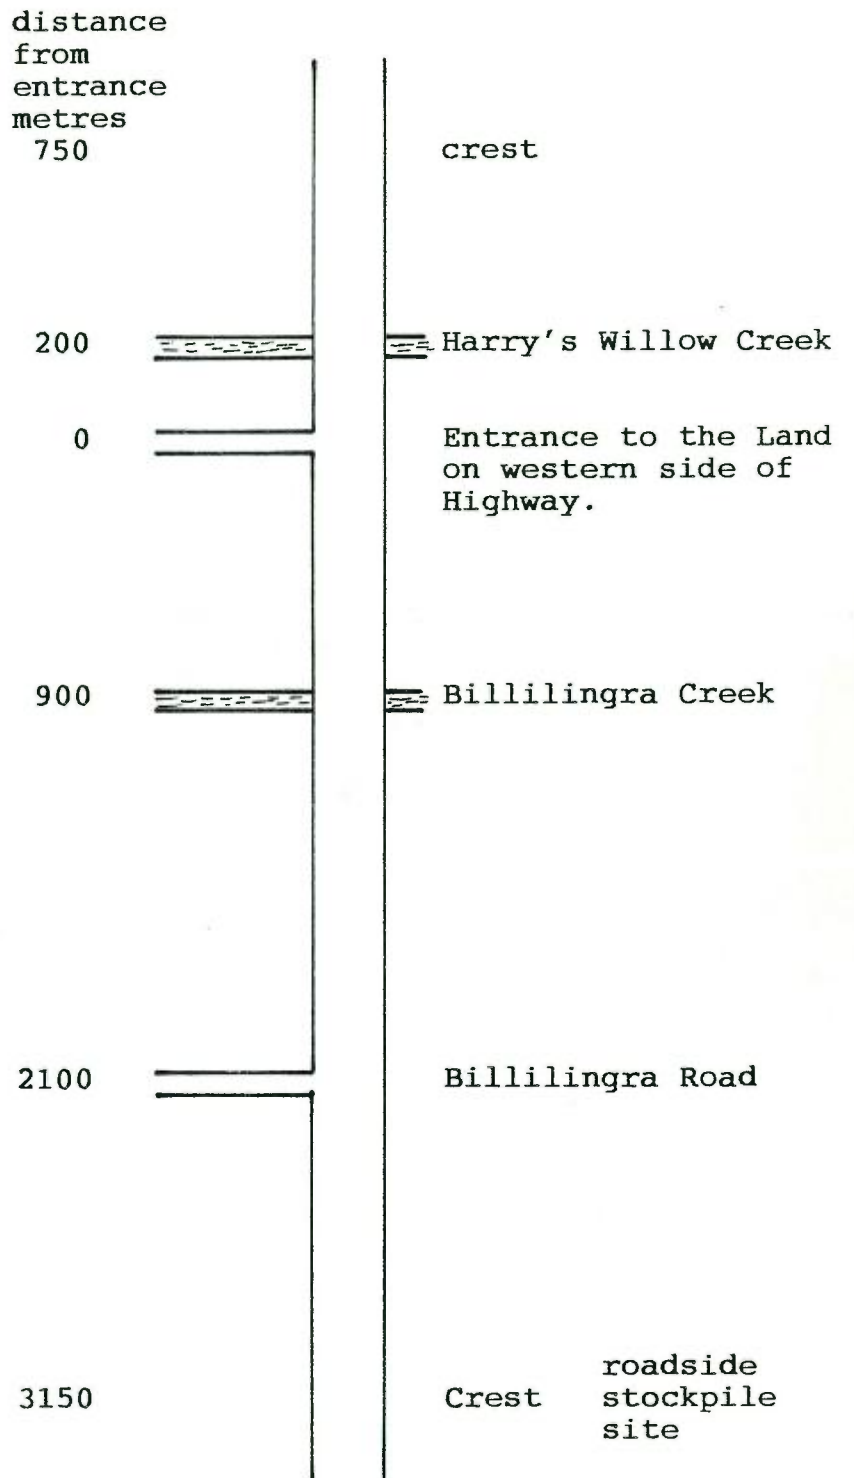 distance
from
entrance
metres
750 crest
200 Harry's Willow Creek
0 Entrance to the Land
on western side of
Highway.
900 Billilingra Creek
2100 Billilingra Road
roadside
3150 Crest stockpile
site